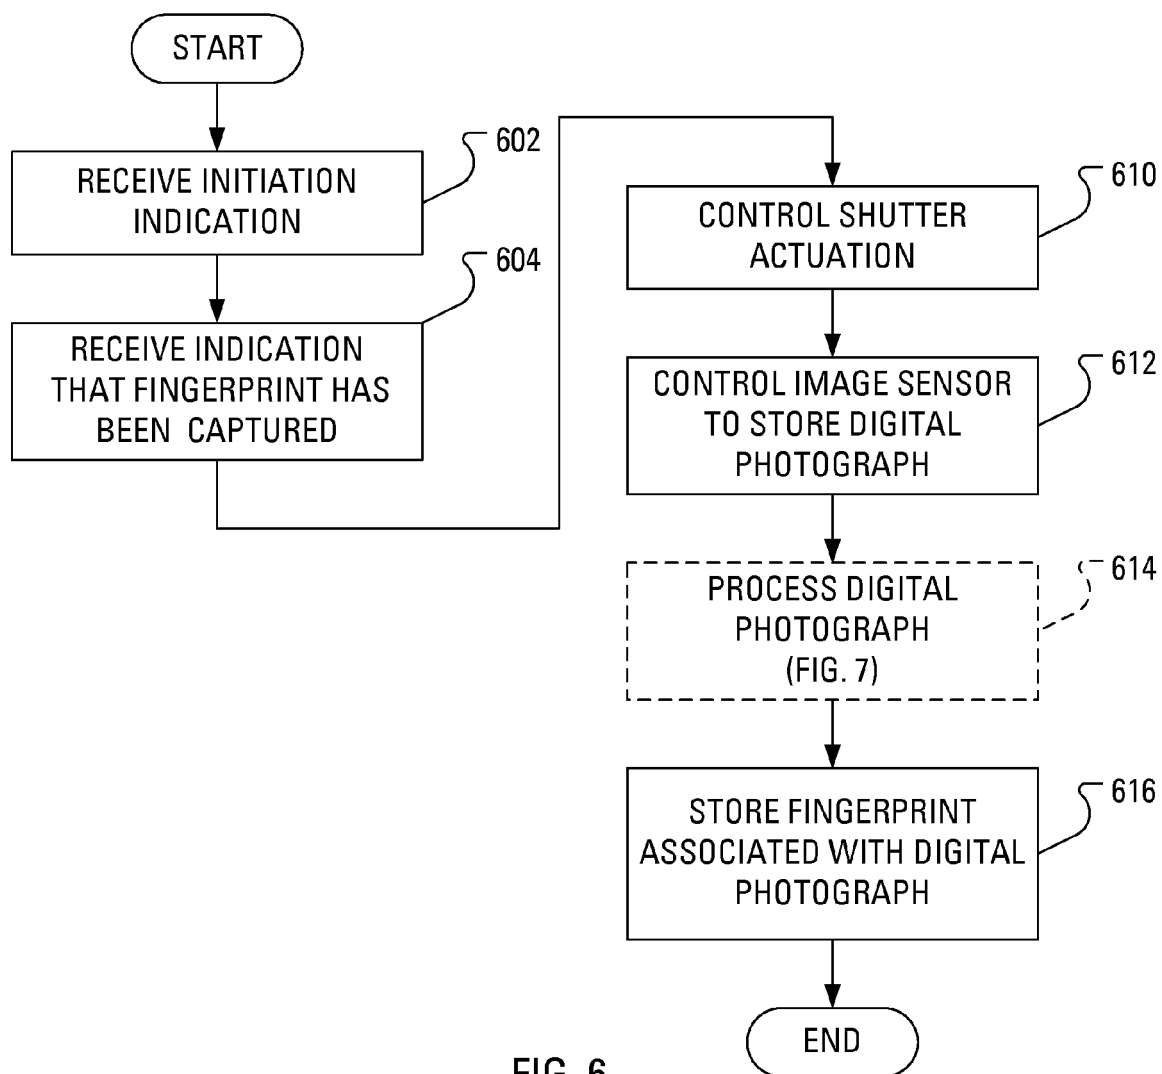 START
602
RECEIVE INITIATION
INDICATION
604
RECEIVE INDICATION
THAT FINGERPRINT HAS
BEEN CAPTURED
610
CONTROL SHUTTER
ACTUATION
612
CONTROL IMAGE SENSOR
TO STORE DIGITAL
PHOTOGRAPH
614
PROCESS DIGITAL
PHOTOGRAPH
(FIG. 7)
616
STORE FINGERPRINT
ASSOCIATED WITH DIGITAL
PHOTOGRAPH
END
FIG. 6